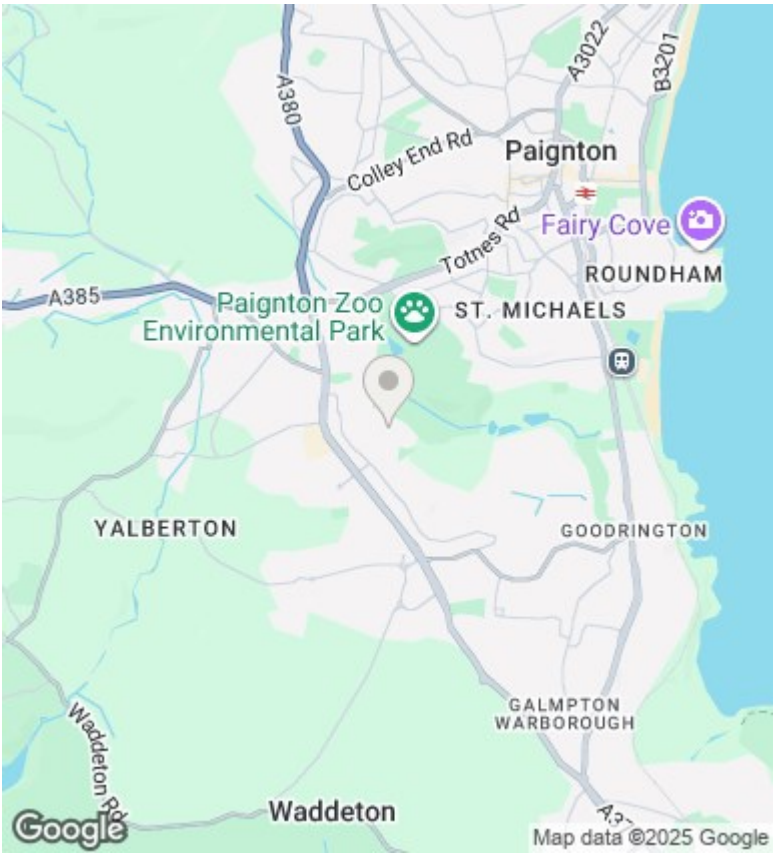 A3022
B3201
A380
Colley End Rd
Paignton
Fairy Cove
Totnes Rd
ROUNDHAM
A385
Paignton Zoo
Environmental Park
ST. MICHAELS
YALBERTON
GOODRINGTON
GALMPTON
WARBOROUGH
Waddeton Rd
Waddeton
Google
Map data ©2025 Google